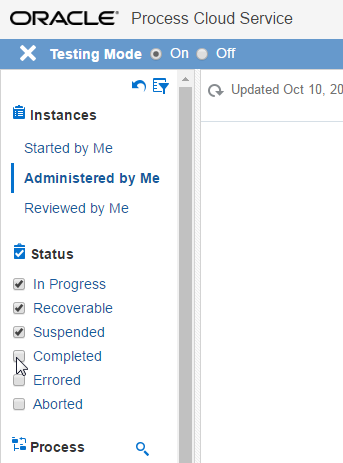 ORACLE® Process Cloud Service
Testing Mode On Off
Updated Oct 10, 20
Instances
Started by Me
Administered by Me
Reviewed by Me
Status
In Progress
Recoverable
Suspended
Completed
Errored
Aborted
Process